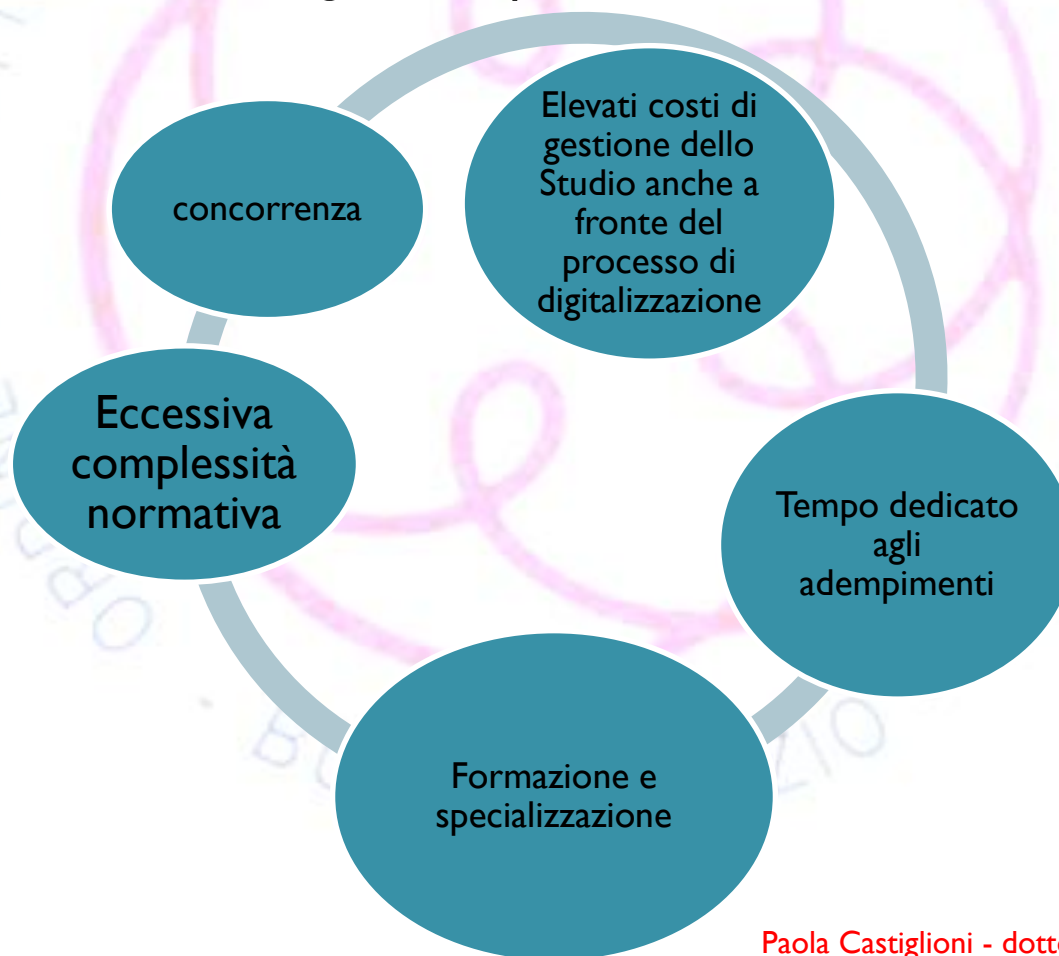 Elevati costi di
gestione dello
Studio anche a
fronte del
processo di
digitalizzazione
concorrenza
Eccessiva
complessità
normativa
Tempo dedicato
agli
adempimenti
Formazione e
specializzazione
Paola Castiglioni - dotto